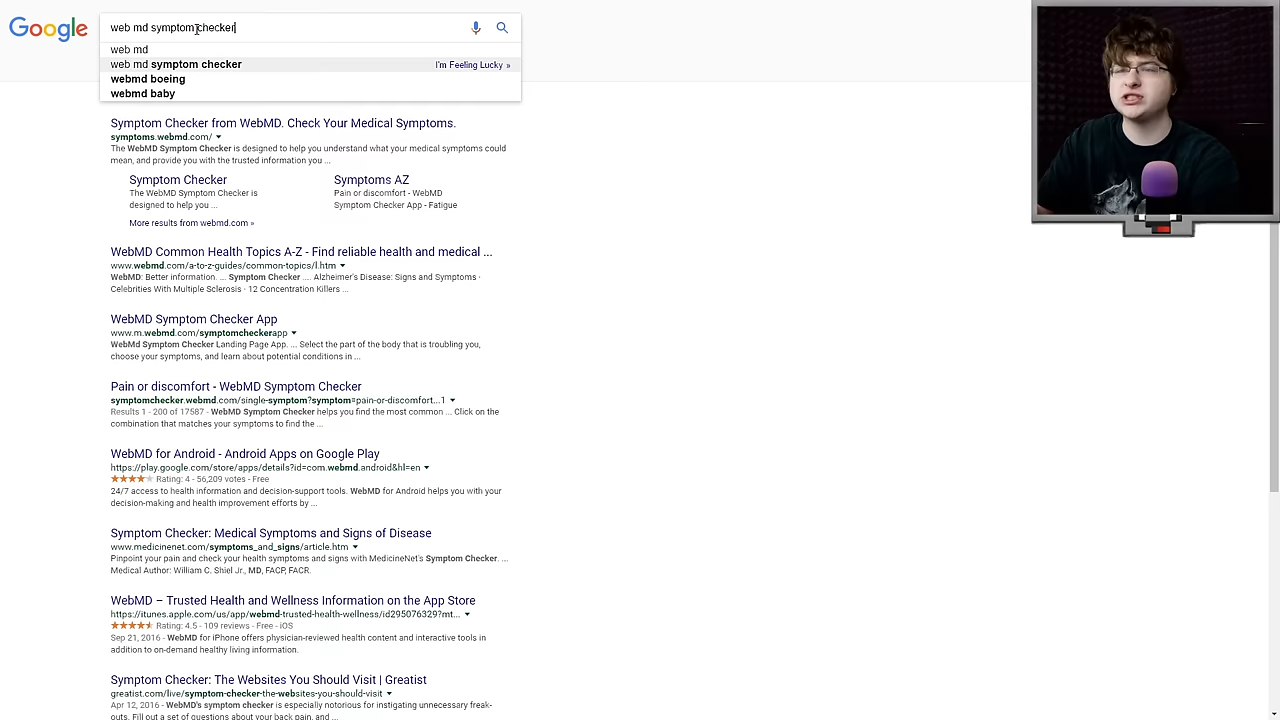 Google
web md symptom checker
web md
web md symptom checker
I'm Feeling Lucky »
webmd boeing
webmd baby
Symptom Checker from WebMD. Check Your Medical Symptoms.
symptoms.webmd.com/
The WebMD Symptom Checker is designed to help you understand what your medical symptoms could
mean, and provide you with the trusted information you ...
Symptom Checker
The WebMD Symptom Checker is
designed to help you ...
Symptoms AZ
Pain or discomfort - WebMD
Symptom Checker App - Fatigue
More results from webmd.com »
WebMD Common Health Topics A-Z - Find reliable health and medical ...
www.webmd.com/a-to-z-guides/common-topics/l.htm
WebMD: Better information. ... Symptom Checker .... Alzheimer's Disease: Signs and Symptoms ·
Celebrities With Multiple Sclerosis · 12 Concentration Killers ...
WebMD Symptom Checker App
www.m.webmd.com/symptomcheckerapp
WebMd Symptom Checker Landing Page App. ... Select the part of the body that is troubling you,
choose your symptoms, and learn about potential conditions in ...
Pain or discomfort - WebMD Symptom Checker
symptomchecker.webmd.com/single-symptom?symptom=pain-or-discomfort...1
Results 1 - 200 of 17587 - WebMD Symptom Checker helps you find the most common ... Click on the
combination that matches your symptoms to find the ...
WebMD for Android - Android Apps on Google Play
https://play.google.com/store/apps/details?id=com.webmd.android&hl=en
Rating: 4 - 56,209 votes - Free
24/7 access to health information and decision-support tools. WebMD for Android helps you with your
decision-making and health improvement efforts by ...
Symptom Checker: Medical Symptoms and Signs of Disease
www.medicinenet.com/symptoms_and_signs/article.htm
Pinpoint your pain and check your health symptoms and signs with MedicineNet's Symptom Checker. ...
Medical Author: William C. Shiel Jr., MD, FACP, FACR.
WebMD – Trusted Health and Wellness Information on the App Store
https://itunes.apple.com/us/app/webmd-trusted-health-wellness/id295076329?mt...
Rating: 4.5 - 109 reviews - Free - iOS
Sep 21, 2016 - WebMD for iPhone offers physician-reviewed health content and interactive tools in
addition to on-demand healthy living information.
Symptom Checker: The Websites You Should Visit | Greatist
greatist.com/live/symptom-checker-the-websites-you-should-visit
Apr 12, 2016 - WebMD's symptom checker is especially notorious for instigating unnecessary freak-
outs. Fill out a set of questions about your back pain, and ...